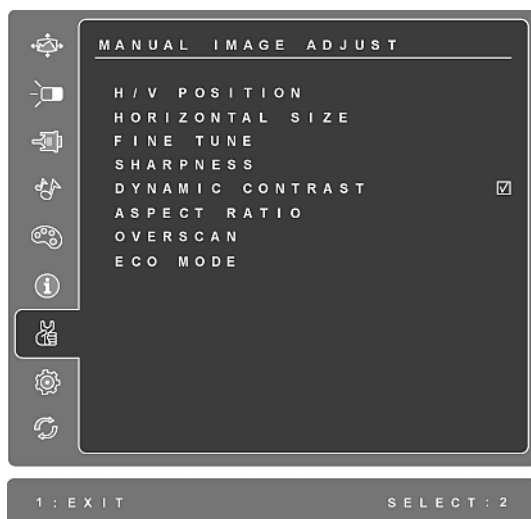 MANUAL IMAGE ADJUST
H/V POSITION
HORIZONTAL SIZE
FINE TUNE
SHARPNESS
DYNAMIC CONTRAST
ASPECT RATIO
OVERSCAN
ECO MODE
1:EXIT SELECT:2